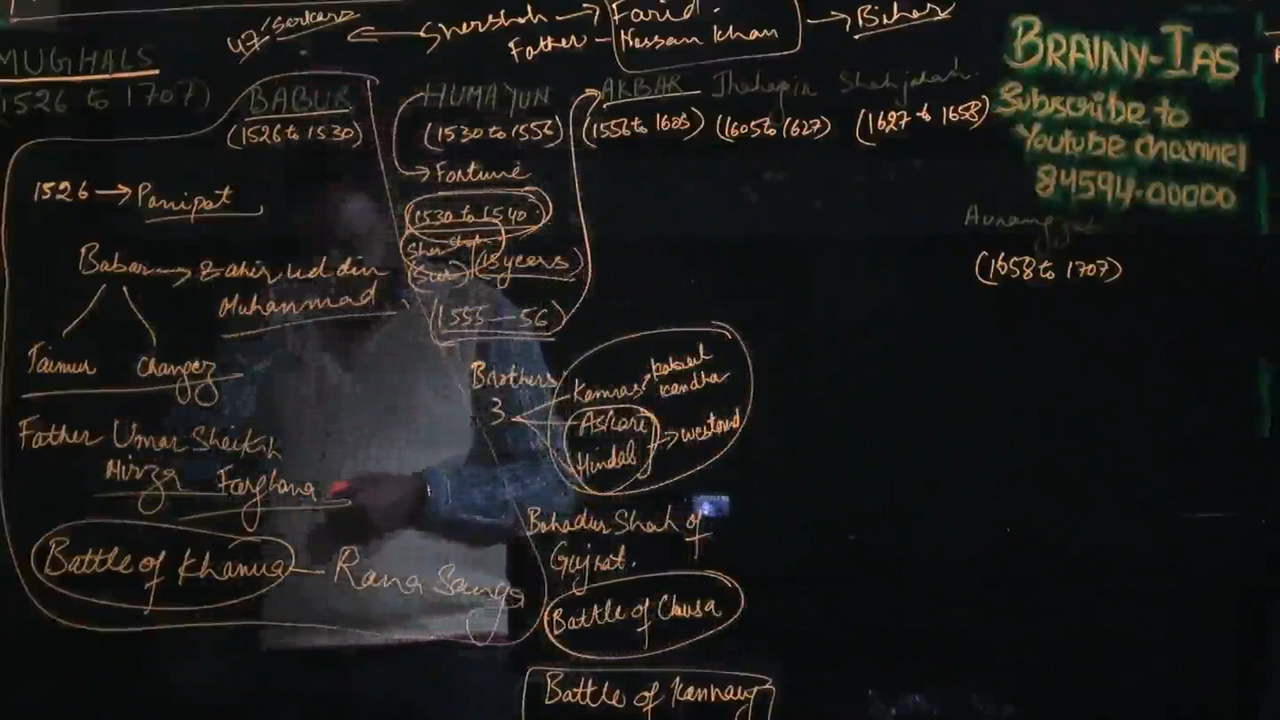 47 Sarkars
Shershah → Farid.
Father - Hassan Khan
→ Bihar
MUGHALS
(1526 to 1707)
BABUR
(1526 to 1530)
HUMAYUN
(1530 to 1556)
AKBAR
(1556 to 1605)
Jhahagir
(1605 to 1627)
Shahjahah.
(1627 to 1658)
BRAINY-IAS
Subscribe to
Youtube channel
84594-00000
Aurangzeb
(1658 to 1707)
1526 → Panipat
Babar → Zahir ud din
Muhammad
Taimur
Changez
Father Umar Sheikh
Mirza Farghana
Battle of Khanua — Rana Sanga
→ Fortune
1530 to 1540.
Shershah
(Suri) (15 years)
(1555 - 56
Brothers
3
Kamran → Kabul
Kandhar
Askari
Hindal
→ westend
Bahadur Shah of
Gujrat.
Battle of Chausa
Battle of Kannauj